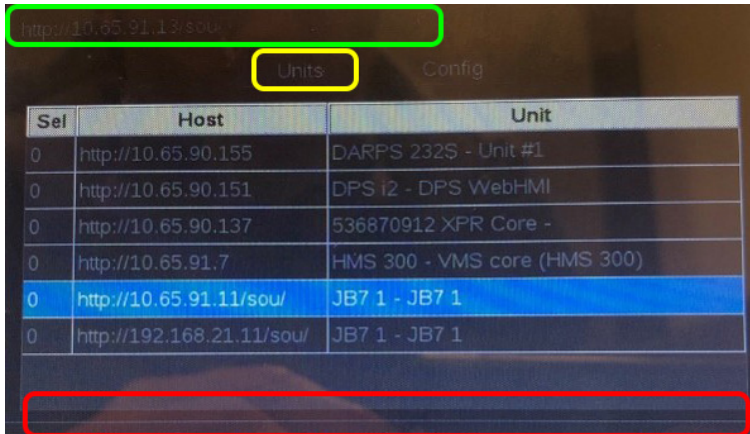 http://10.65.91.13/sou/
Units Config
Sel Host Unit
0 http://10.65.90.155 DARPS 232S - Unit #1
0 http://10.65.90.151 DPS i2 - DPS WebHMI
0 http://10.65.90.137 536870912 XPR Core -
0 http://10.65.91.7 HMS 300 - VMS core (HMS 300)
0 http://10.65.91.11/sou/ JB7 1 - JB7 1
0 http://192.168.21.11/sou/ JB7 1 - JB7 1